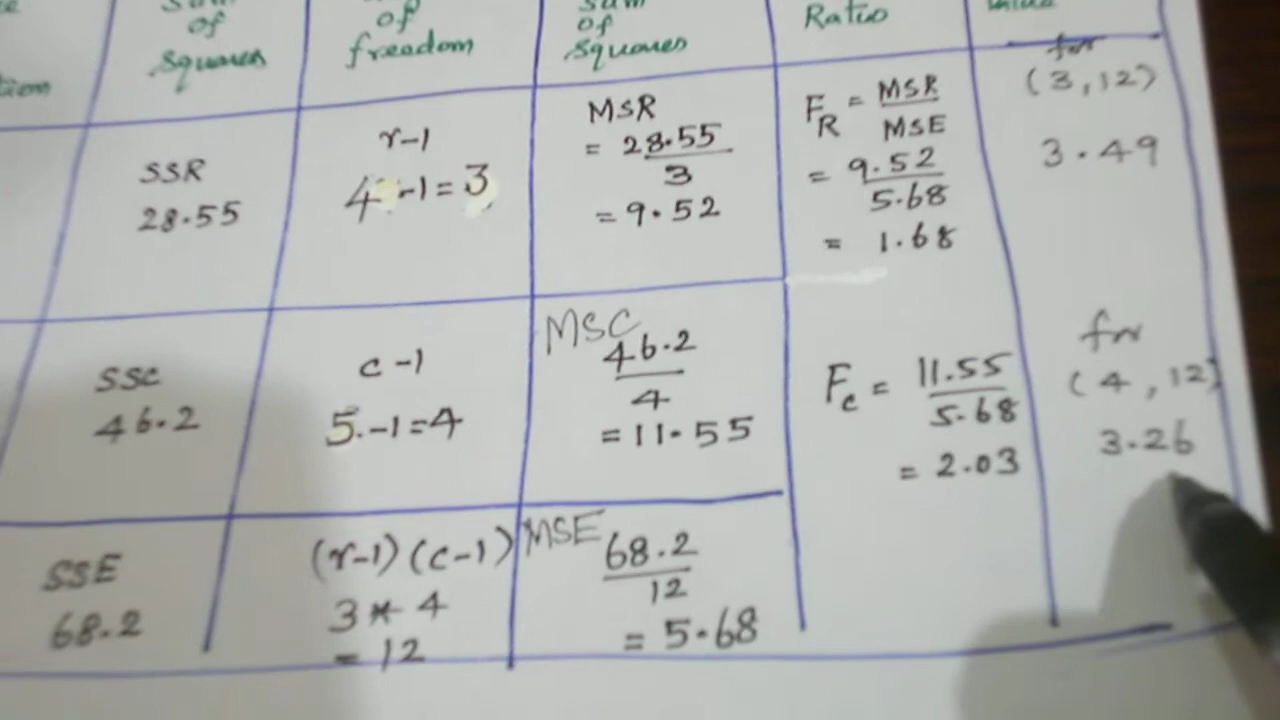 of
squares
of
freedom
of
squares
Ratio
SSR
28.55
r-1
4 -1 = 3
MSR
= 28.55
3
= 9.52
F_R = MSR
MSE
= 9.52
5.68
= 1.68
for
(3, 12)
3.49
SSC
46.2
c-1
5.-1=4
MSC
46.2
4
= 11.55
Fc = 11.55
5.68
= 2.03
for
(4, 12)
3.26
SSE
68.2
(r-1)(c-1)
3 * 4
= 12
MSE
68.2
12
= 5.68